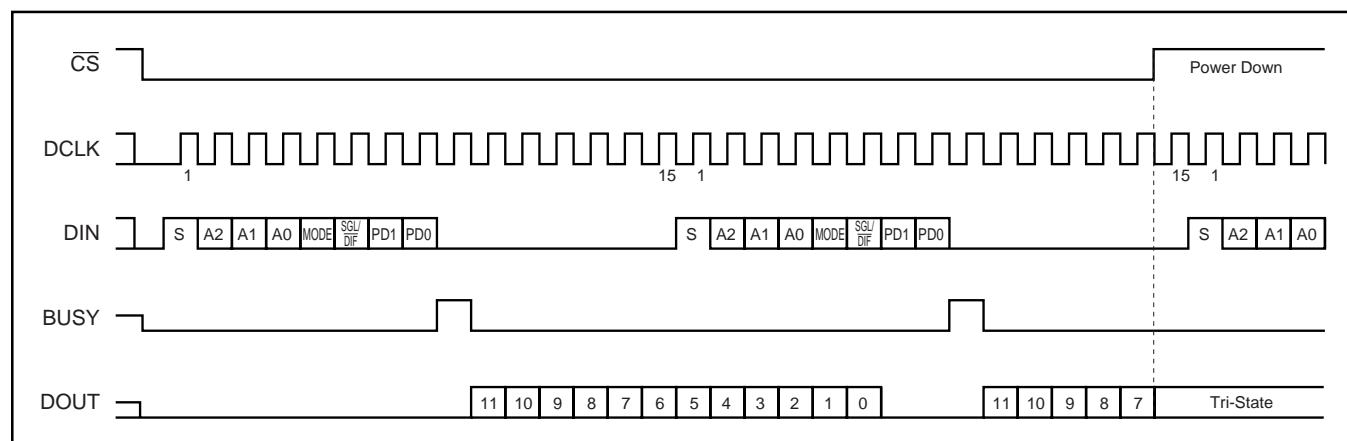 CS Power Down
DCLK
1 15 1 15 1
DIN S A2 A1 A0 MODE SGL/DIF PD1 PD0 S A2 A1 A0 MODE SGL/DIF PD1 PD0 S A2 A1 A0
BUSY
DOUT 11 10 9 8 7 6 5 4 3 2 1 0 11 10 9 8 7 Tri-State